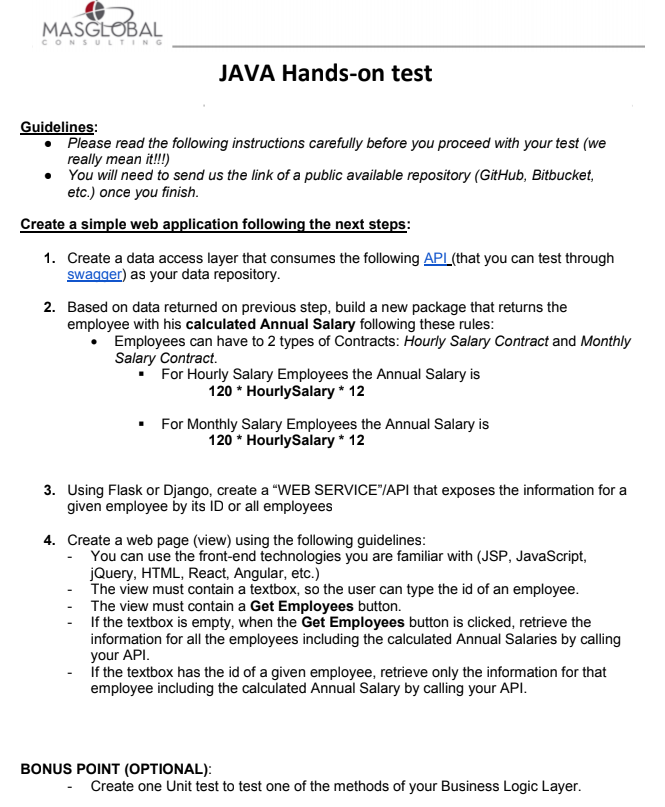 MASGLOBAL
CONSULTING
JAVA Hands-on test
Guidelines:
● Please read the following instructions carefully before you proceed with your test (we
really mean it!!!)
● You will need to send us the link of a public available repository (GitHub, Bitbucket,
etc.) once you finish.
Create a simple web application following the next steps:
1. Create a data access layer that consumes the following API (that you can test through
swagger) as your data repository.
2. Based on data returned on previous step, build a new package that returns the
employee with his calculated Annual Salary following these rules:
• Employees can have to 2 types of Contracts: Hourly Salary Contract and Monthly
Salary Contract.
▪ For Hourly Salary Employees the Annual Salary is
120 * HourlySalary * 12
▪ For Monthly Salary Employees the Annual Salary is
120 * HourlySalary * 12
3. Using Flask or Django, create a “WEB SERVICE”/API that exposes the information for a
given employee by its ID or all employees
4. Create a web page (view) using the following guidelines:
- You can use the front-end technologies you are familiar with (JSP, JavaScript,
jQuery, HTML, React, Angular, etc.)
- The view must contain a textbox, so the user can type the id of an employee.
- The view must contain a Get Employees button.
- If the textbox is empty, when the Get Employees button is clicked, retrieve the
information for all the employees including the calculated Annual Salaries by calling
your API.
- If the textbox has the id of a given employee, retrieve only the information for that
employee including the calculated Annual Salary by calling your API.
BONUS POINT (OPTIONAL):
- Create one Unit test to test one of the methods of your Business Logic Layer.